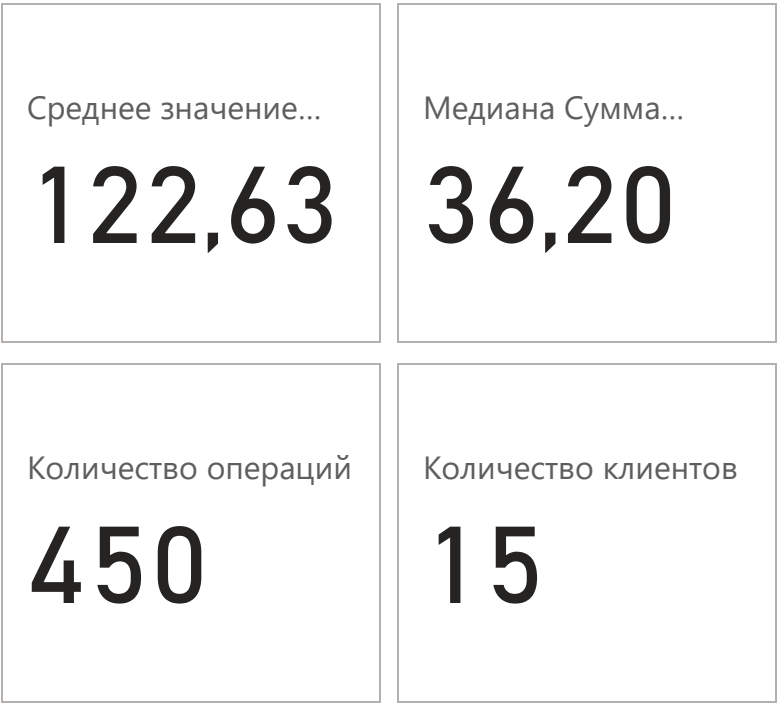 Среднее значение...
122,63
Медиана Сумма...
36,20
Количество операций
450
Количество клиентов
15